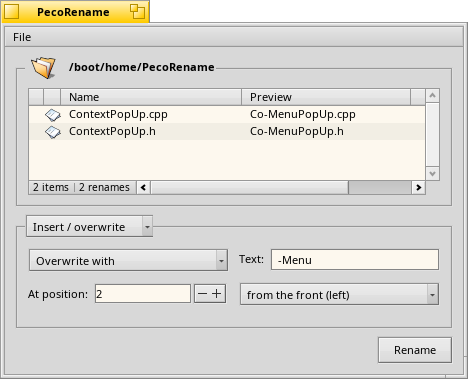 PecoRename
File
/boot/home/PecoRename
Name Preview
ContextPopUp.cpp Co-MenuPopUp.cpp
ContextPopUp.h Co-MenuPopUp.h
2 items 2 renames
Insert / overwrite
Overwrite with Text: -Menu
At position: 2 from the front (left)
Rename